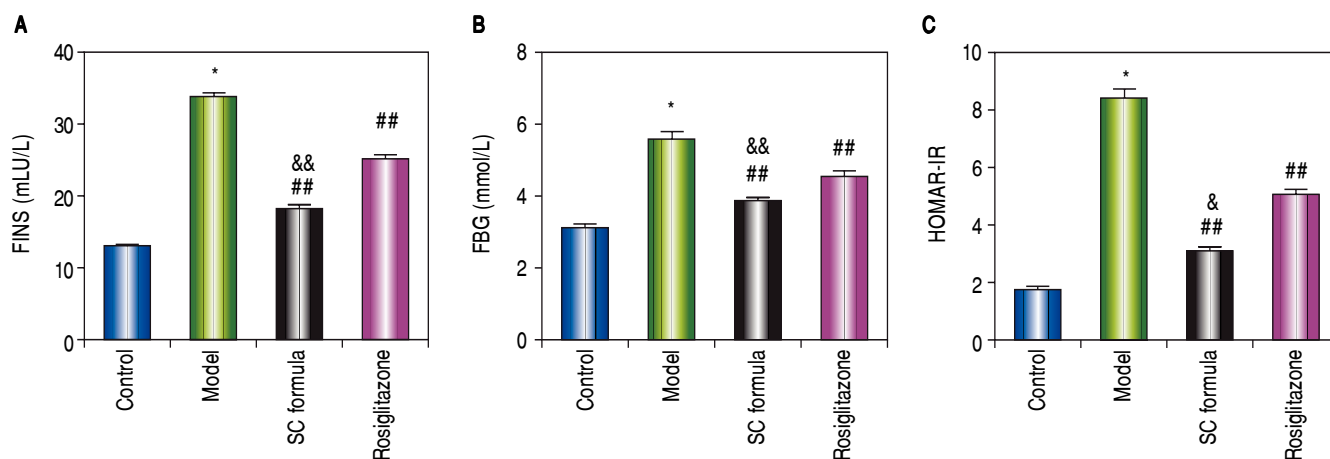 A
FINS (mLU/L)
40
30
20
10
0
*
&&
##
##
Control
Model
SC formula
Rosiglitazone
B
FBG (mmol/L)
8
6
4
2
0
*
&&
##
##
Control
Model
SC formula
Rosiglitazone
C
HOMAR-IR
10
8
6
4
2
0
*
&
##
##
Control
Model
SC formula
Rosiglitazone